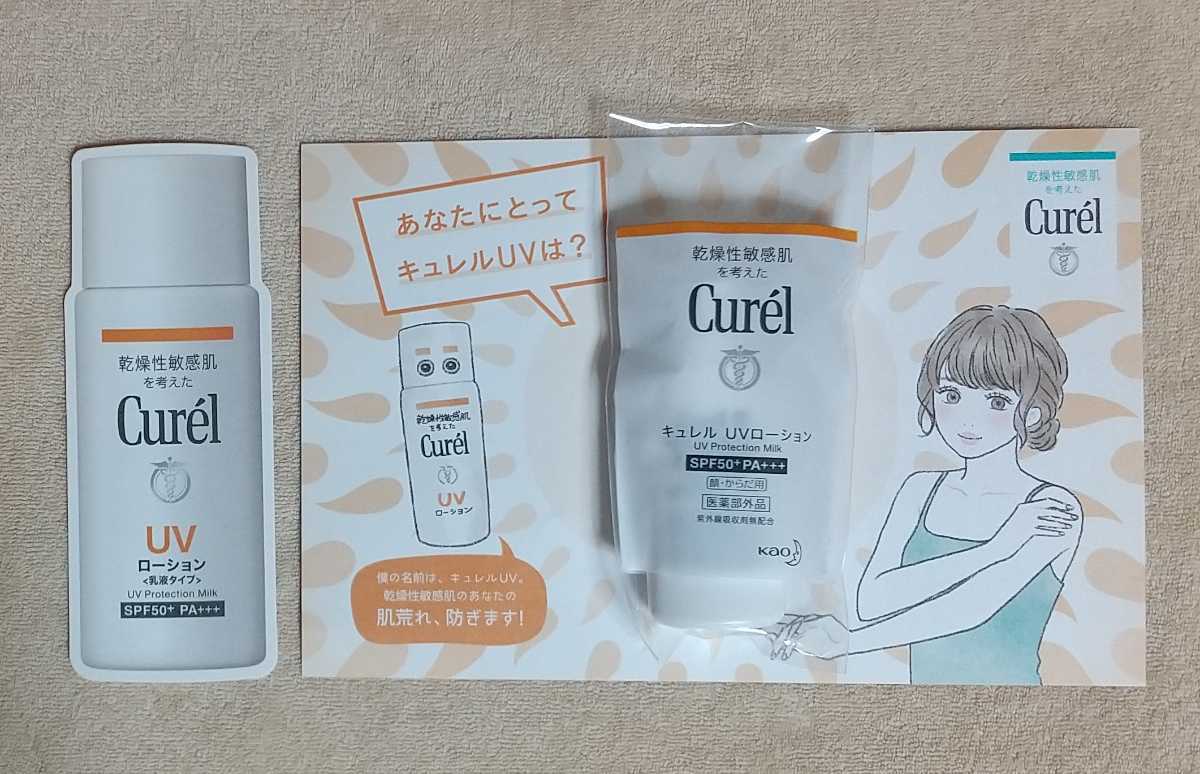 乾燥性敏感肌
を考えた
Curél
UV
ローション
<乳液タイプ>
UV Protection Milk
SPF50+ PA+++
あなたにとって
キュレルUVは?
乾燥性敏感肌
を考えた
Curél
UV
ローション
僕の名前は、キュレルUV。
乾燥性敏感肌のあなたの
肌荒れ、防ぎます!
乾燥性敏感肌
を考えた
Curél
キュレル UVローション
UV Protection Milk
SPF50+ PA+++
顔・からだ用
医薬部外品
紫外線吸収剤無配合
Kao
乾燥性敏感肌
を考えた
Curél